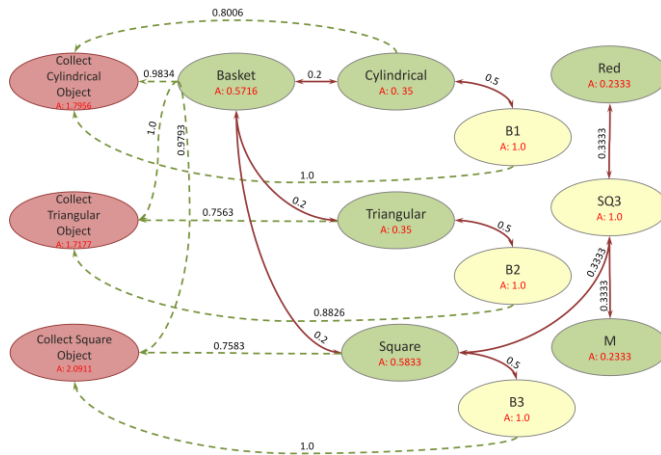 0.8006
Collect
Cylindrical
Object
A: 1.7956
0.9834
Basket
A: 0.5716
0.2
Cylindrical
A: 0. 35
0.5
Red
A: 0.2333
1.0
0.9793
B1
A: 1.0
0.3333
1.0
Collect
Triangular
Object
A: 1.7177
0.7563
0.2
Triangular
A: 0.35
0.5
SQ3
A: 1.0
B2
A: 1.0
0.3333
0.3333
0.8826
Collect Square
Object
A: 2.0911
0.7583
0.2
Square
A: 0.5833
0.5
M
A: 0.2333
B3
A: 1.0
1.0